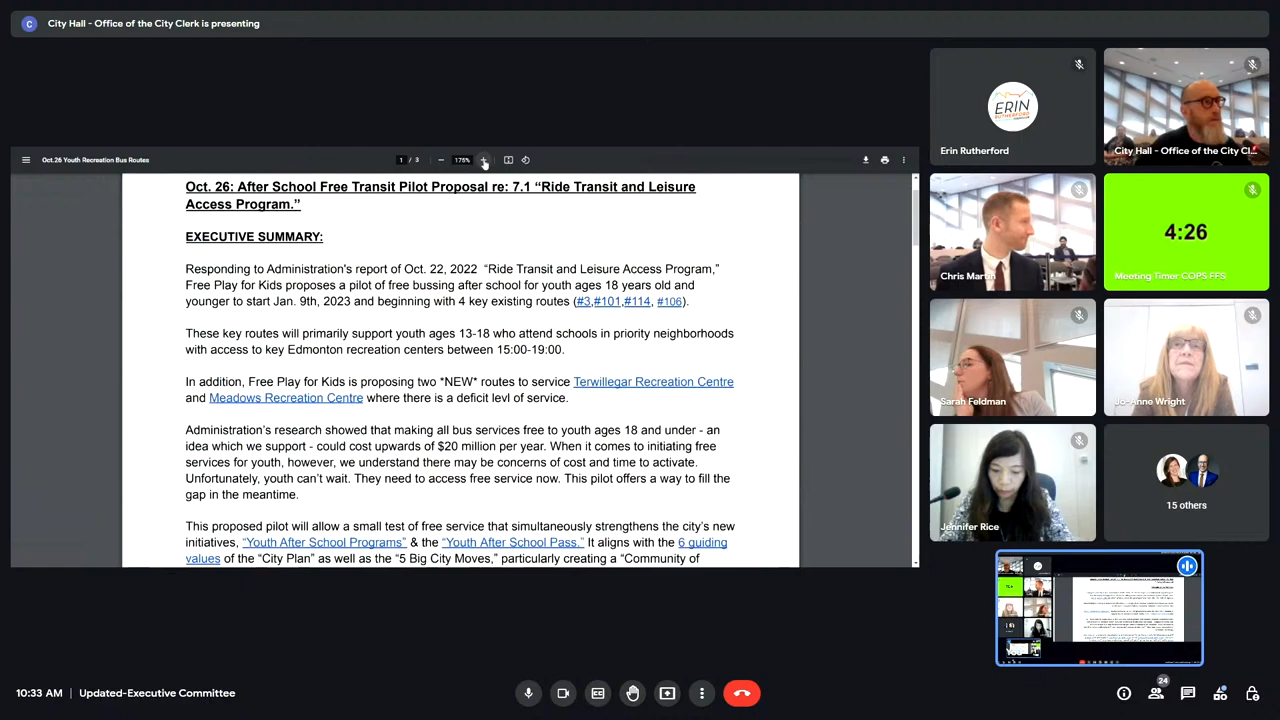 C City Hall - Office of the City Clerk is presenting
Oct.26 Youth Recreation Bus Routes
1 / 3
175%
Oct. 26: After School Free Transit Pilot Proposal re: 7.1 “Ride Transit and Leisure
Access Program.”
EXECUTIVE SUMMARY:
Responding to Administration’s report of Oct. 22, 2022 “Ride Transit and Leisure Access Program,”
Free Play for Kids proposes a pilot of free bussing after school for youth ages 18 years old and
younger to start Jan. 9th, 2023 and beginning with 4 key existing routes (#3,#101,#114, #106).
These key routes will primarily support youth ages 13-18 who attend schools in priority neighborhoods
with access to key Edmonton recreation centers between 15:00-19:00.
In addition, Free Play for Kids is proposing two *NEW* routes to service Terwillegar Recreation Centre
and Meadows Recreation Centre where there is a deficit levl of service.
Administration’s research showed that making all bus services free to youth ages 18 and under - an
idea which we support - could cost upwards of $20 million per year. When it comes to initiating free
services for youth, however, we understand there may be concerns of cost and time to activate.
Unfortunately, youth can’t wait. They need to access free service now. This pilot offers a way to fill the
gap in the meantime.
This proposed pilot will allow a small test of free service that simultaneously strengthens the city’s new
initiatives, “Youth After School Programs” & the “Youth After School Pass.” It aligns with the 6 guiding
values of the “City Plan” as well as the “5 Big City Moves,” particularly creating a “Community of
ERIN
RUTHERFORD
Erin Rutherford
City Hall - Office of the City Cl...
Chris Martin
4:26
Meeting Timer COPS FFS
Sarah Feldman
Jo-Anne Wright
Jennifer Rice
15 others
10:33 AM | Updated-Executive Committee
24